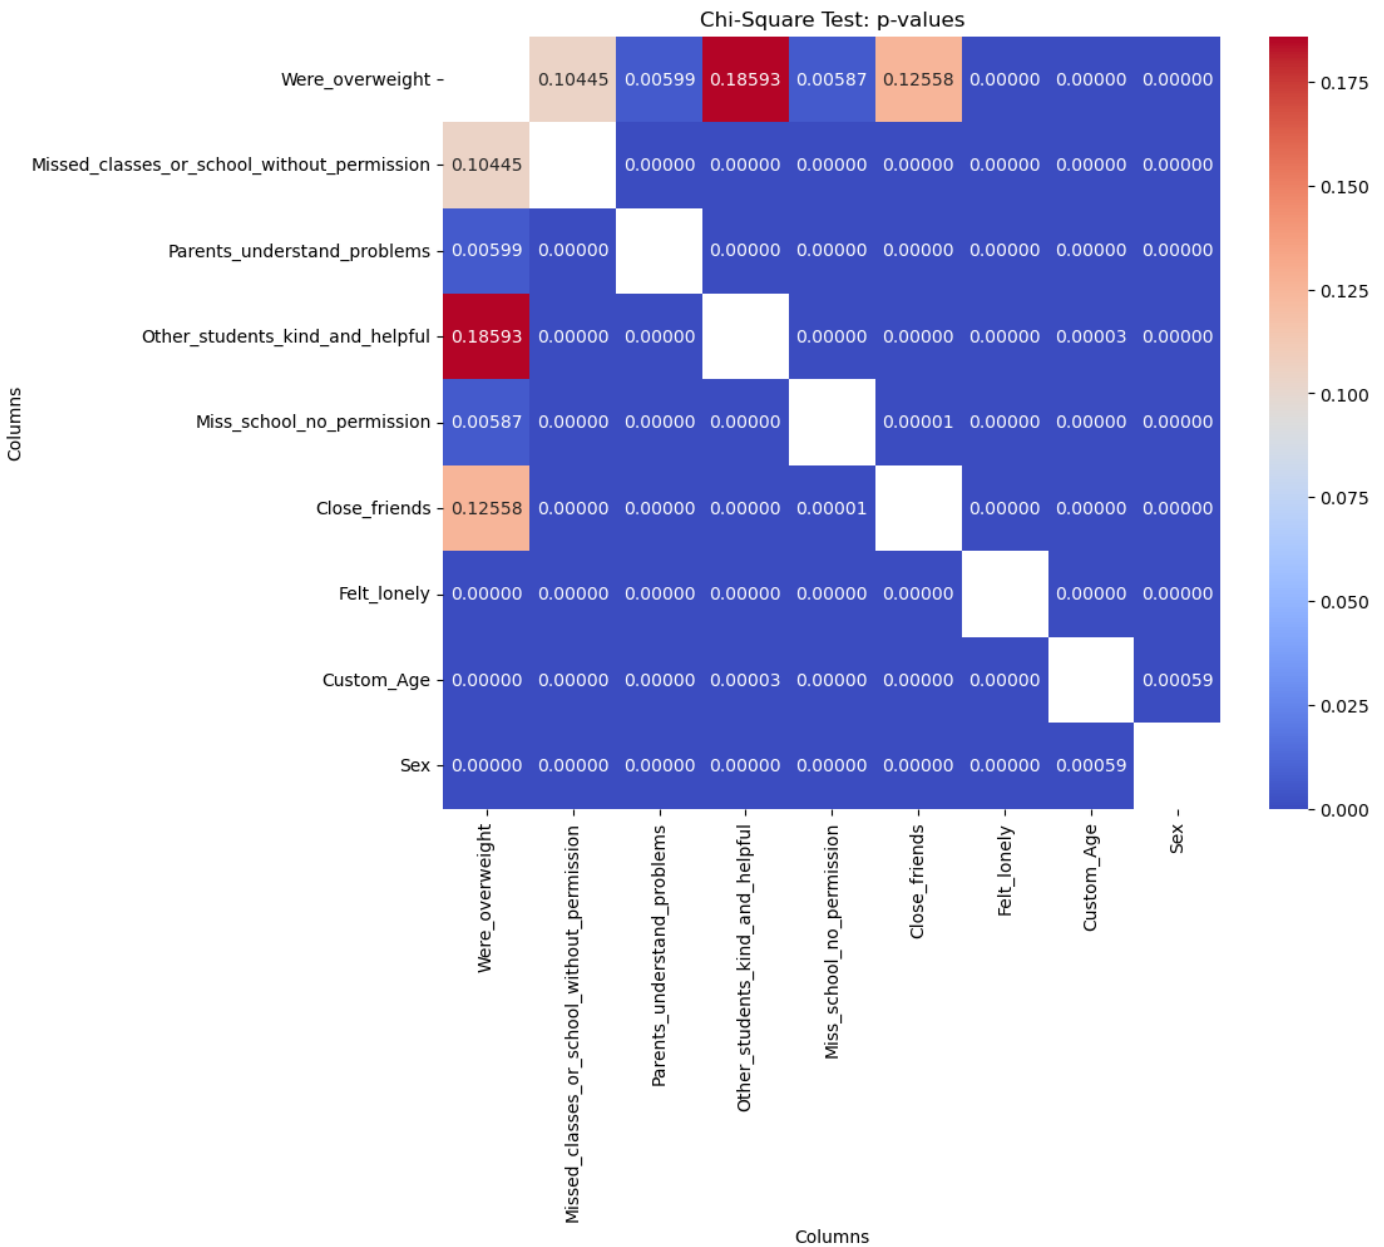 Chi-Square Test: p-values
Were_overweight 0.10445 0.00599 0.18593 0.00587 0.12558 0.00000 0.00000 0.00000
Missed_classes_or_school_without_permission 0.10445 0.00000 0.00000 0.00000 0.00000 0.00000 0.00000 0.00000
Parents_understand_problems 0.00599 0.00000 0.00000 0.00000 0.00000 0.00000 0.00000 0.00000
Other_students_kind_and_helpful 0.18593 0.00000 0.00000 0.00000 0.00000 0.00000 0.00003 0.00000
Miss_school_no_permission 0.00587 0.00000 0.00000 0.00000 0.00001 0.00000 0.00000 0.00000
Close_friends 0.12558 0.00000 0.00000 0.00000 0.00001 0.00000 0.00000 0.00000
Felt_lonely 0.00000 0.00000 0.00000 0.00000 0.00000 0.00000 0.00000 0.00000
Custom_Age 0.00000 0.00000 0.00000 0.00003 0.00000 0.00000 0.00000 0.00059
Sex 0.00000 0.00000 0.00000 0.00000 0.00000 0.00000 0.00000 0.00059
Columns
Were_overweight
Missed_classes_or_school_without_permission
Parents_understand_problems
Other_students_kind_and_helpful
Miss_school_no_permission
Close_friends
Felt_lonely
Custom_Age
Sex
Columns
0.175
0.150
0.125
0.100
0.075
0.050
0.025
0.000